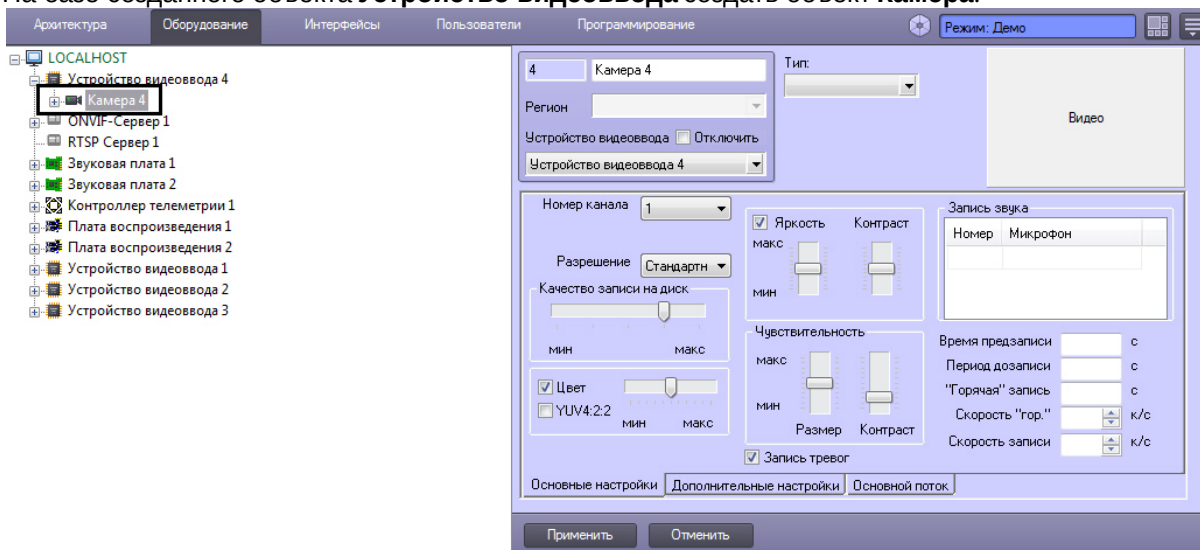 На базе созданного объекта Устройство видеоввода создать объект Камера.
Архитектура Оборудование Интерфейсы Пользователи Программирование Режим: Демо
LOCALHOST
Устройство видеоввода 4
Камера 4
ONVIF-Сервер 1
RTSP Сервер 1
Звуковая плата 1
Звуковая плата 2
Контроллер телеметрии 1
Плата воспроизведения 1
Плата воспроизведения 2
Устройство видеоввода 1
Устройство видеоввода 2
Устройство видеоввода 3
4 Камера 4
Регион
Устройство видеоввода Отключить
Устройство видеоввода 4
Тип:
Видео
Номер канала 1
Разрешение Стандартн
Качество записи на диск
мин макс
Цвет
YUV4:2:2
мин макс
Яркость Контраст
макс
мин
Чувствительность
макс
мин
Размер Контраст
Запись тревог
Запись звука
Номер Микрофон
Время предзаписи с
Период дозаписи с
"Горячая" запись с
Скорость "гор." к/с
Скорость записи к/с
Основные настройки Дополнительные настройки Основной поток
Применить Отменить